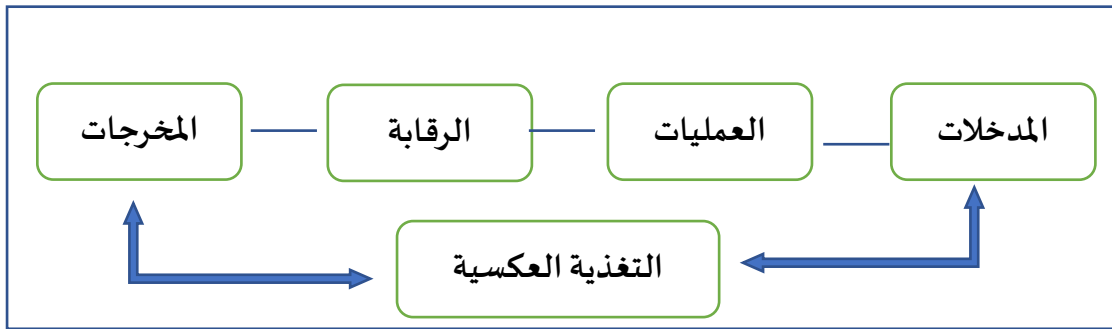 المدخلات
العمليات
الرقابة
المخرجات
التغذية العكسية